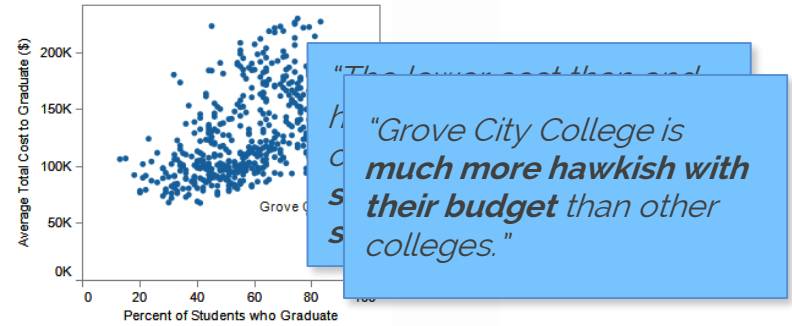 Average Total Cost to Graduate ($)
200K
150K
100K
50K
0K
0 20 40 60 80 100
Percent of Students who Graduate
Grove
"The lower cost than and
"Grove City College is
much more hawkish with
their budget than other
colleges."